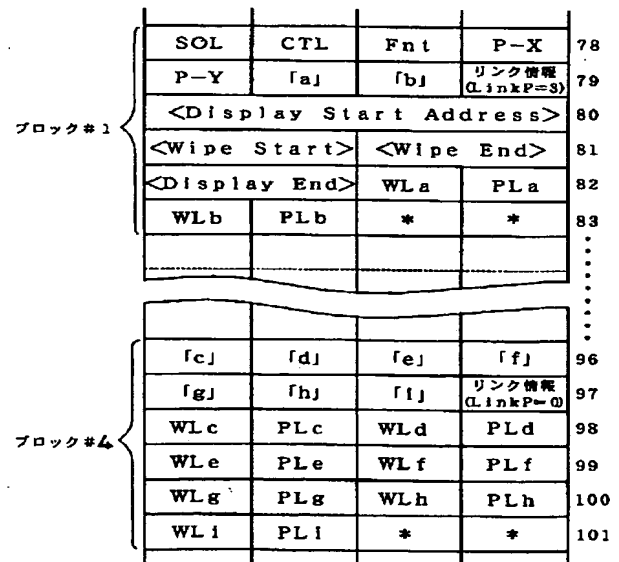 SOL CTL Fnt P-X 78
P-Y 「a」 「b」 リンク情報 (LinkP=3) 79
<Display Start Address> 80
ブロック#1
<Wipe Start> <Wipe End> 81
<Display End> WLa PLa 82
WLb PLb * * 83
「c」 「d」 「e」 「f」 96
「g」 「h」 「i」 リンク情報 (LinkP=0) 97
ブロック#4
WLc PLc WLd PLd 98
WLe PLe WLf PLf 99
WLg PLg WLh PLh 100
WLi PLi * * 101